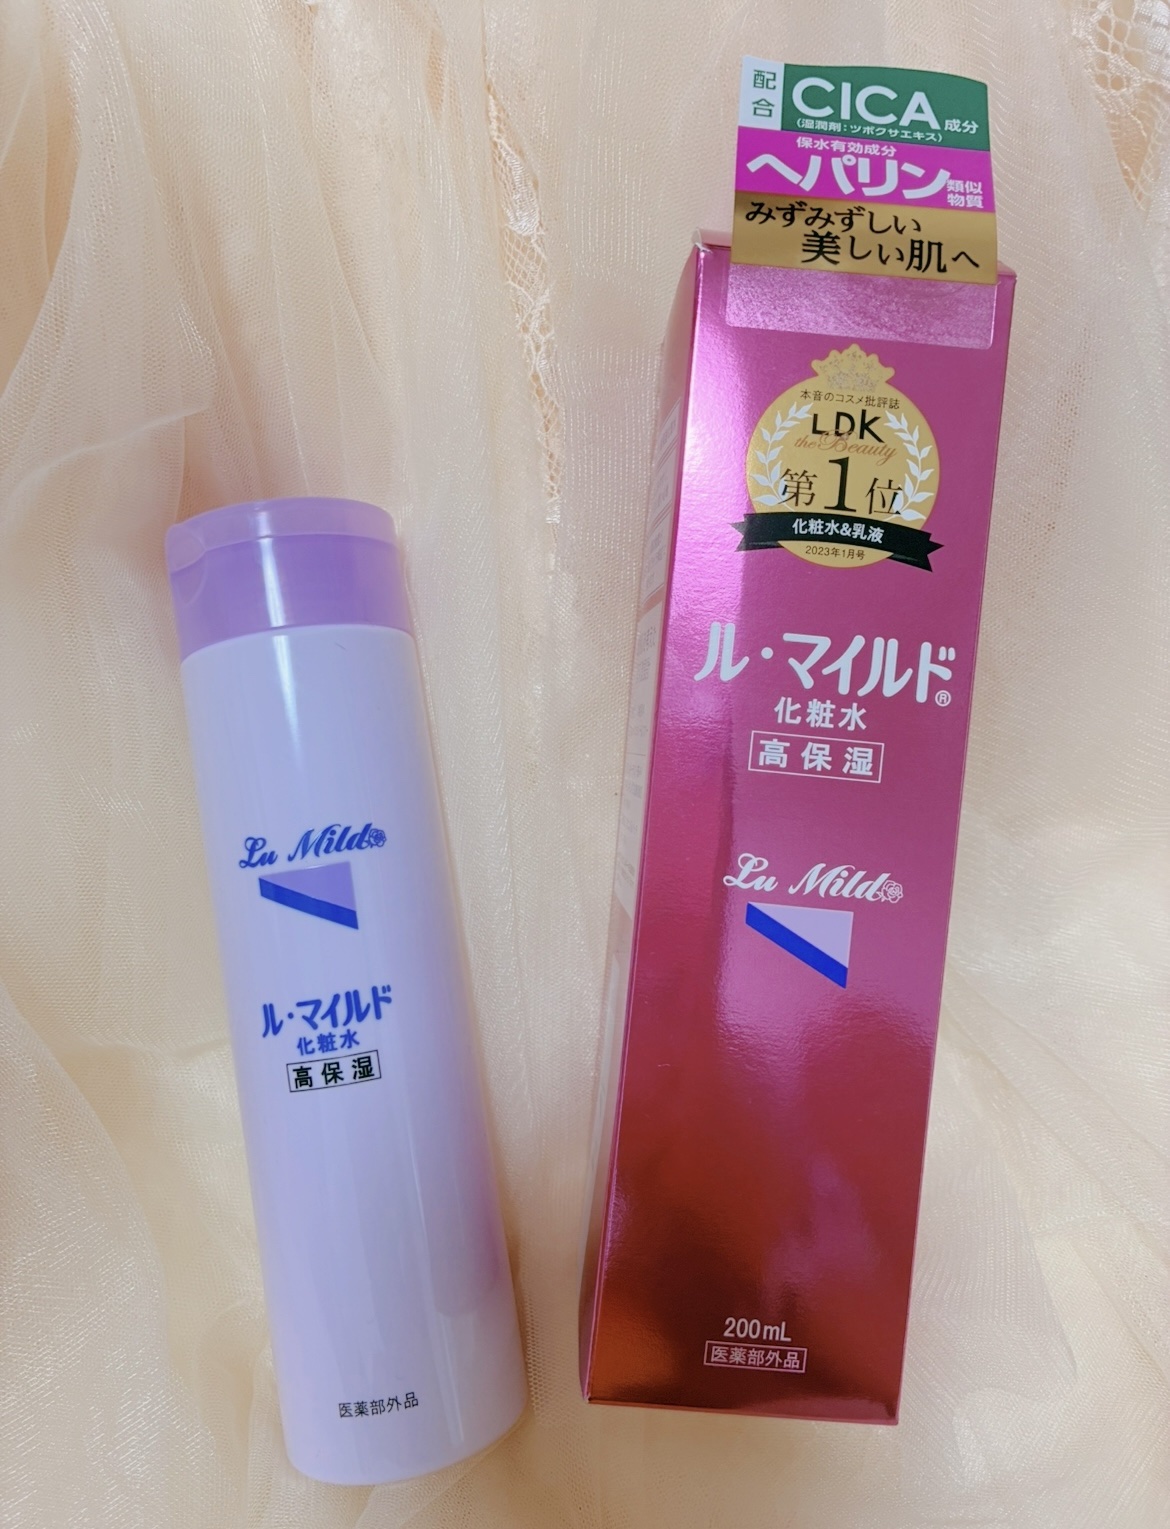 配合
CICA成分
(湿潤剤:ツボクサエキス)
保水有効成分
ヘパリン類似物質
みずみずしい
美しい肌へ
本音のコスメ批評誌
LDK
the Beauty
第1位
化粧水&乳液
2023年1月号
ル・マイルド®
化粧水
高保湿
Lu Mild
200mL
医薬部外品
Lu Mild
ル・マイルド
化粧水
高保湿
医薬部外品